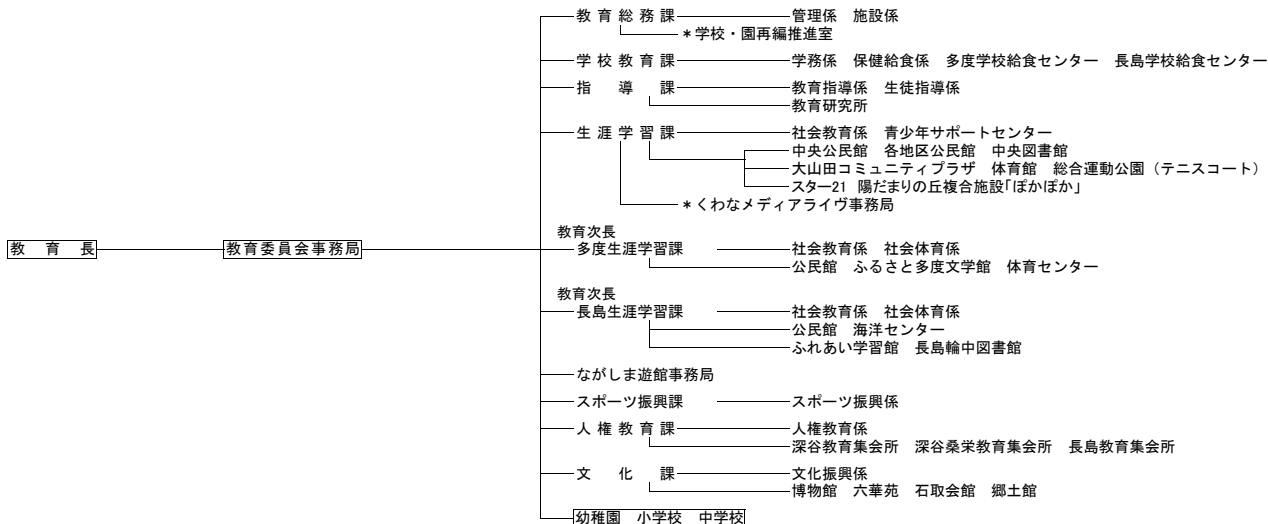 教育総務課 管理係 施設係
＊学校・園再編推進室
学校教育課 学務係 保健給食係 多度学校給食センター 長島学校給食センター
指導課 教育指導係 生徒指導係
教育研究所
生涯学習課 社会教育係 青少年サポートセンター
中央公民館 各地区公民館 中央図書館
大山田コミュニティプラザ 体育館 総合運動公園（テニスコート）
スター21 陽だまりの丘複合施設「ぽかぽか」
＊くわなメディアライヴ事務局
教育次長
教育長 教育委員会事務局 多度生涯学習課 社会教育係 社会体育係
公民館 ふるさと多度文学館 体育センター
教育次長
長島生涯学習課 社会教育係 社会体育係
公民館 海洋センター
ふれあい学習館 長島輪中図書館
ながしま遊館事務局
スポーツ振興課 スポーツ振興係
人権教育課 人権教育係
深谷教育集会所 深谷桑栄教育集会所 長島教育集会所
文化課 文化振興係
博物館 六華苑 石取会館 郷土館
幼稚園 小学校 中学校